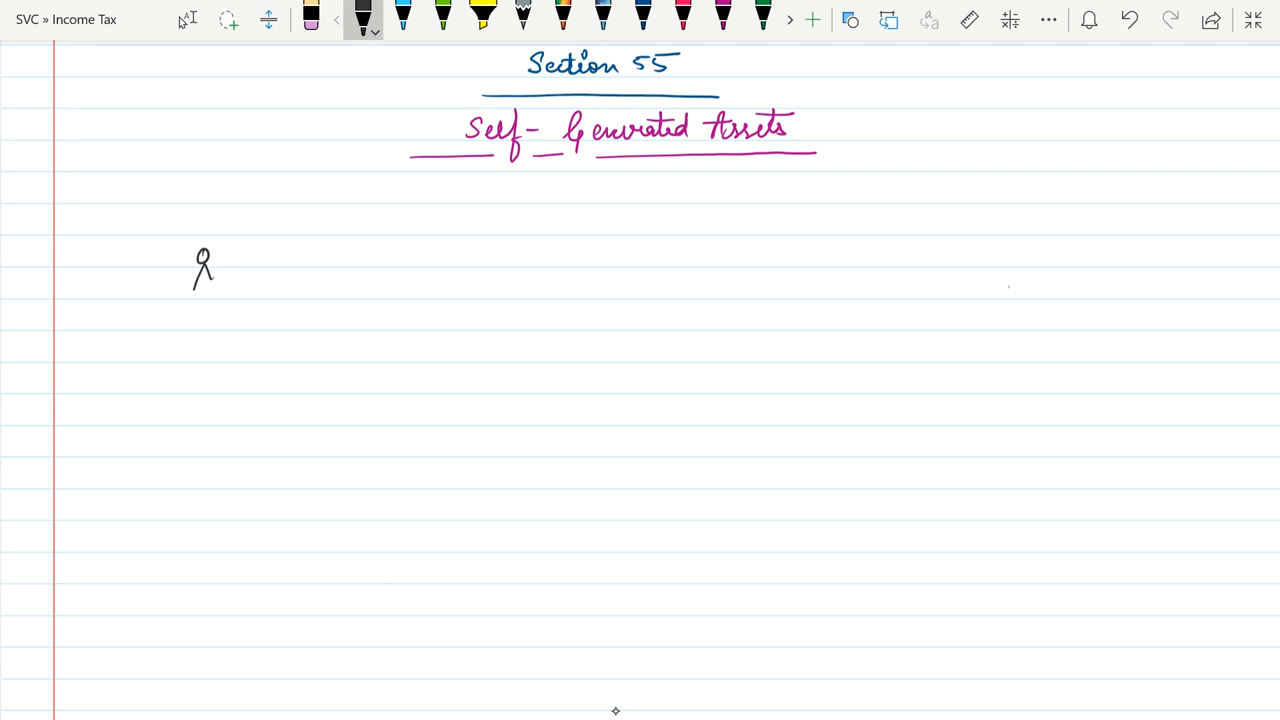 SVC » Income Tax
Section 55
Self- Generated Assets